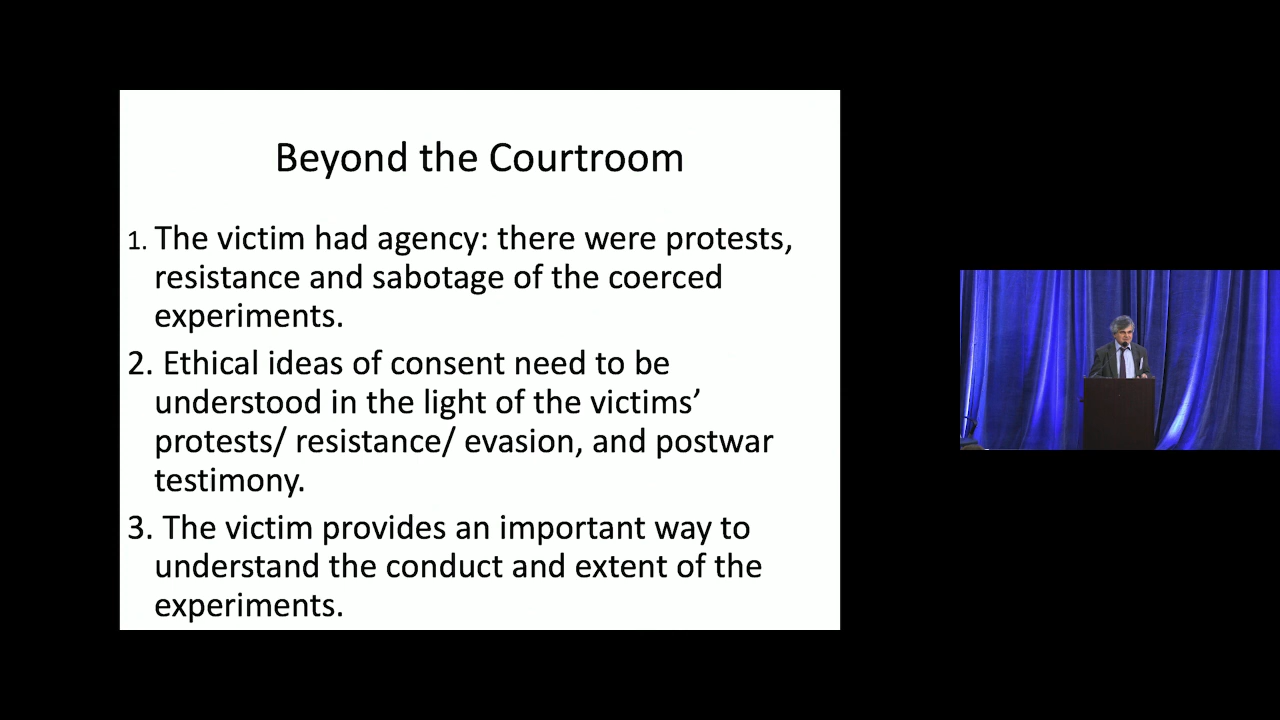 Beyond the Courtroom
1. The victim had agency: there were protests,
resistance and sabotage of the coerced
experiments.
2. Ethical ideas of consent need to be
understood in the light of the victims’
protests/ resistance/ evasion, and postwar
testimony.
3. The victim provides an important way to
understand the conduct and extent of the
experiments.